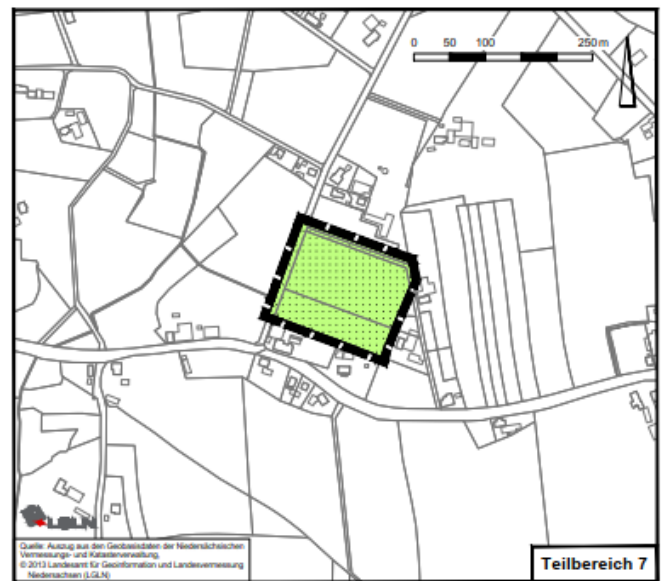 0 50 100 250 m
LGLN
Quelle: Auszug aus den Geobasisdaten der Niedersächsischen
Vermessungs- und Katasterverwaltung,
© 2013 Landesamt für Geoinformation und Landesvermessung
Niedersachsen (LGLN)
Teilbereich 7